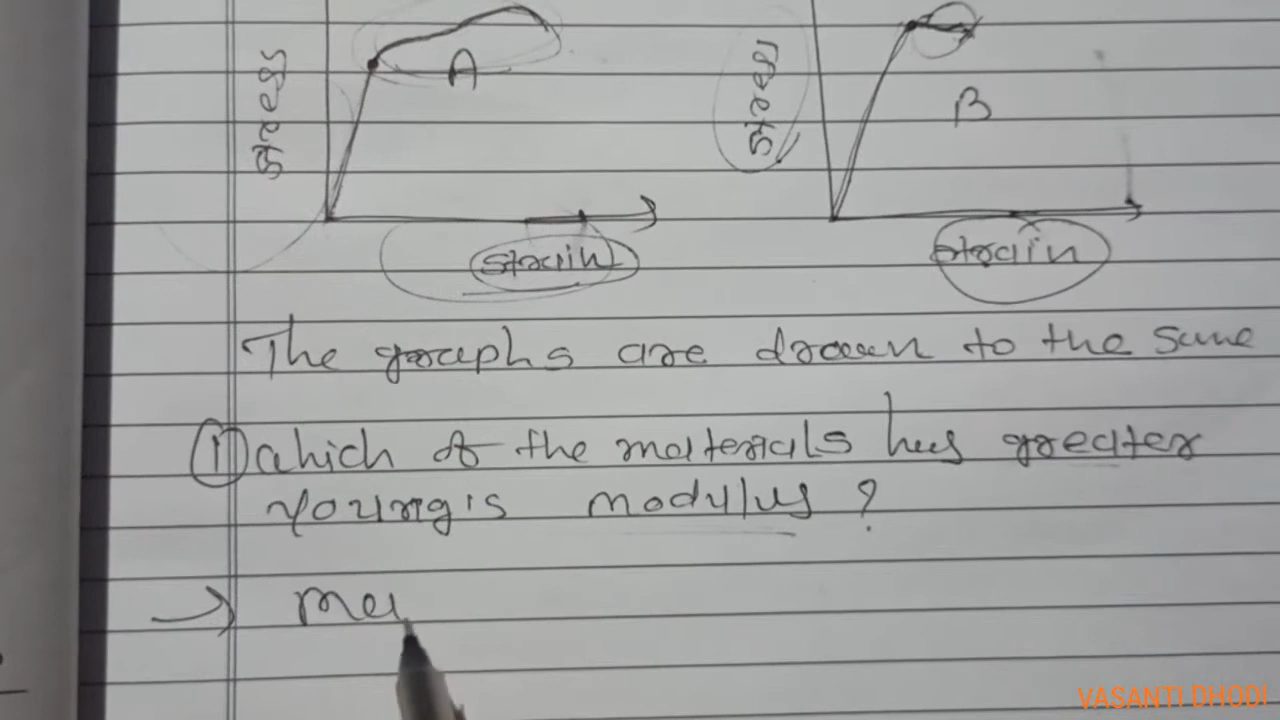 stress
A
strain
stress
B
strain
The graphs are drawn to the same
1) which of the materials has greater
young's modulus ?
→ Ma
VASANTI DHODI